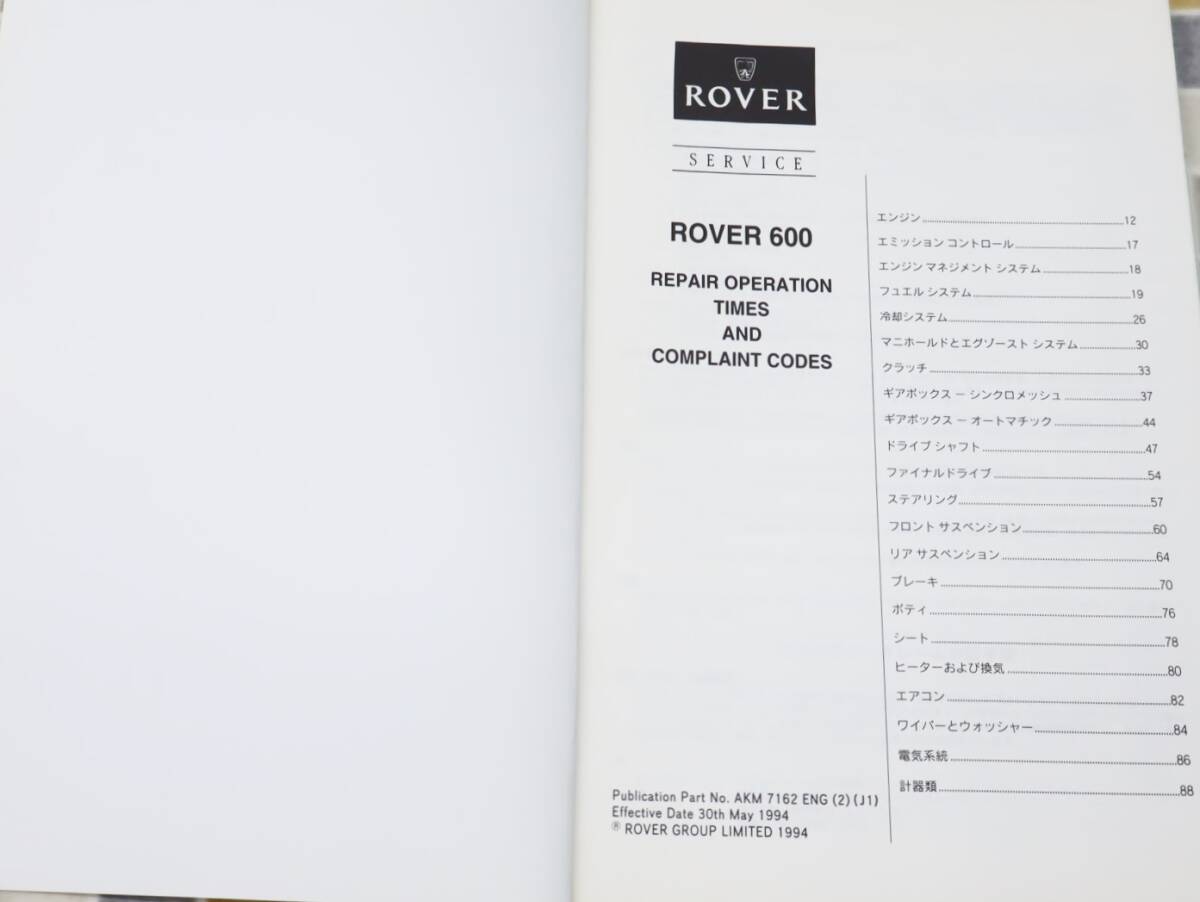 ROVER
SERVICE
ROVER 600
REPAIR OPERATION
TIMES
AND
COMPLAINT CODES
エンジン 12
エミッション コントロール 17
エンジン マネジメント システム 18
フュエル システム 19
冷却システム 26
マニホールドとエグゾースト システム 30
クラッチ 33
ギアボックス － シンクロメッシュ 37
ギアボックス － オートマチック 44
ドライブ シャフト 47
ファイナルドライブ 54
ステアリング 57
フロント サスペンション 60
リア サスペンション 64
ブレーキ 70
ボディ 76
シート 78
ヒーターおよび換気 80
エアコン 82
ワイパーとウォッシャー 84
電気系統 86
計器類 88
Publication Part No. AKM 7162 ENG (2) (J1)
Effective Date 30th May 1994
® ROVER GROUP LIMITED 1994